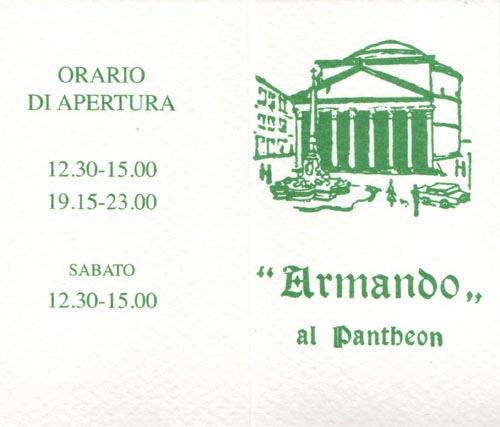 ORARIO
DI APERTURA
12.30-15.00
19.15-23.00
SABATO
12.30-15.00
“Armando„
al Pantheon